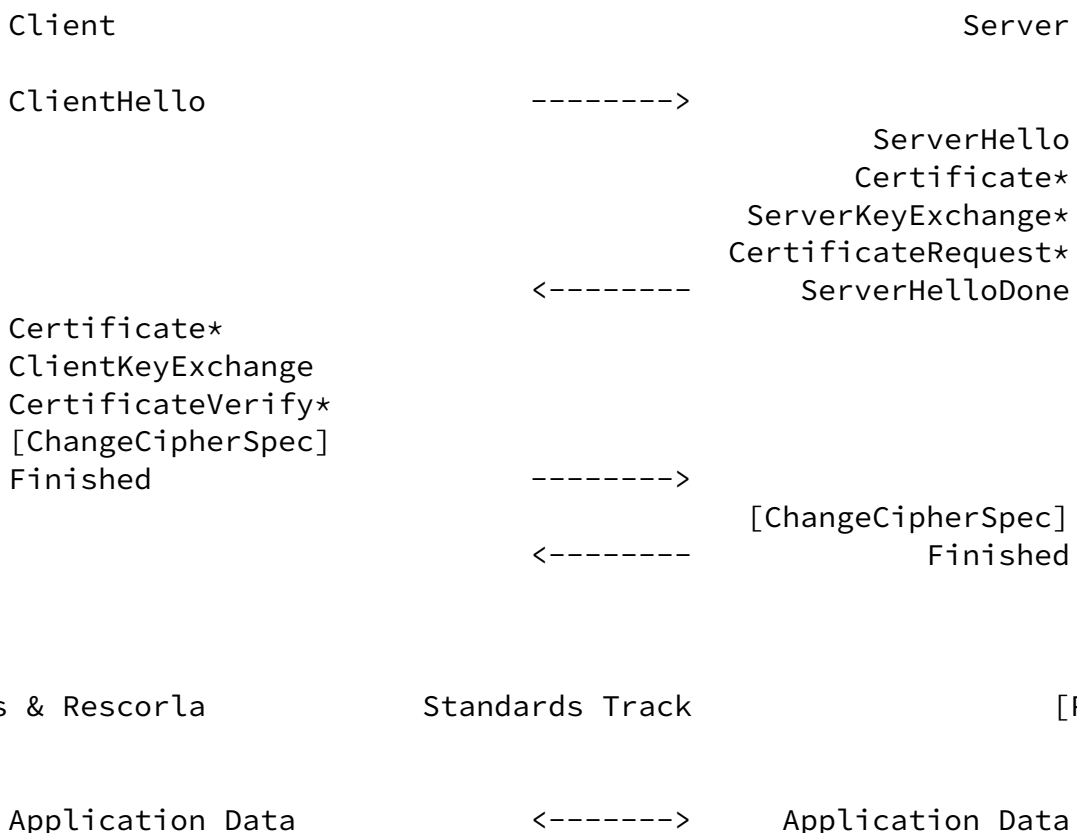 Client Server
ClientHello -------->
ServerHello
Certificate*
ServerKeyExchange*
CertificateRequest*
<-------- ServerHelloDone
Certificate*
ClientKeyExchange
CertificateVerify*
[ChangeCipherSpec]
Finished -------->
[ChangeCipherSpec]
<-------- Finished
& Rescorla Standards Track
Application Data <-------> Application Data